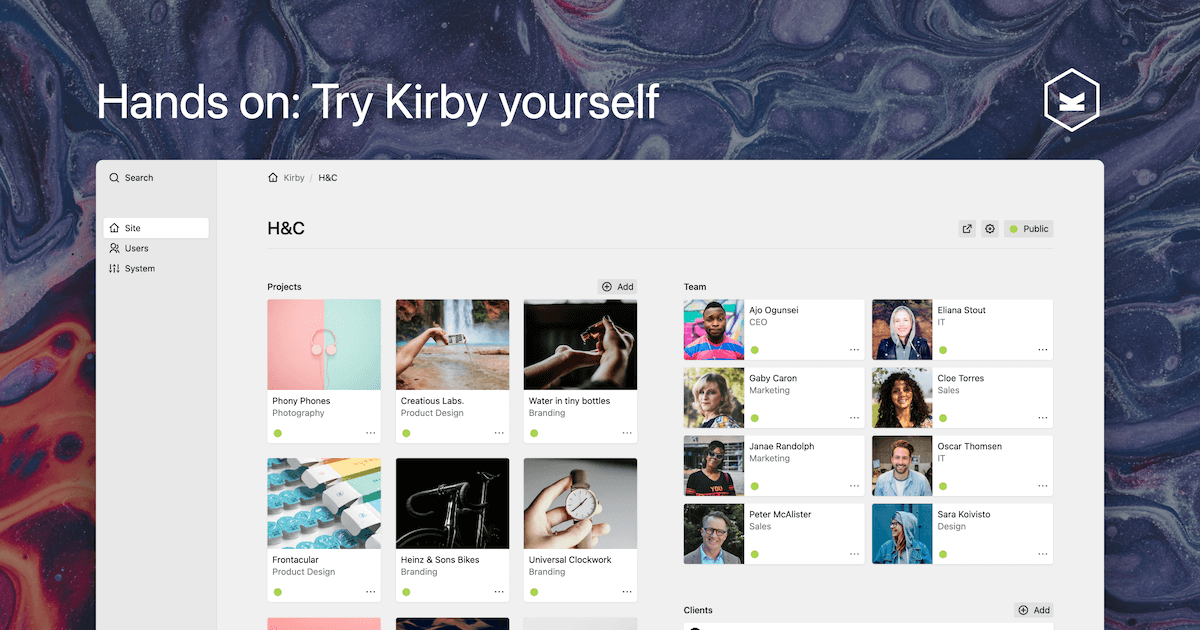 Hands on: Try Kirby yourself
Search
Site
Users
System
Kirby / H&C
H&C
Public
Projects
Add
Phony Phones
Photography
Creatious Labs.
Product Design
Water in tiny bottles
Branding
Frontacular
Product Design
Heinz & Sons Bikes
Branding
Universal Clockwork
Branding
Team
Ajo Ogunsei
CEO
Eliana Stout
IT
Gaby Caron
Marketing
Cloe Torres
Sales
Janae Randolph
Marketing
YOU
Oscar Thomsen
IT
Peter McAlister
Sales
Sara Koivisto
Design
Clients
Add